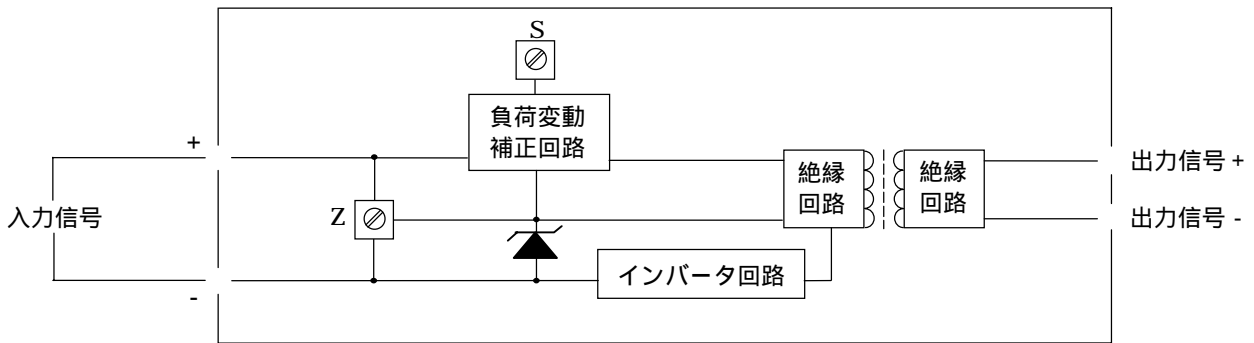 S
負荷変動
補正回路
+
出力信号 +
絶縁
回路
絶縁
回路
Z
入力信号
出力信号 -
インバータ回路
-